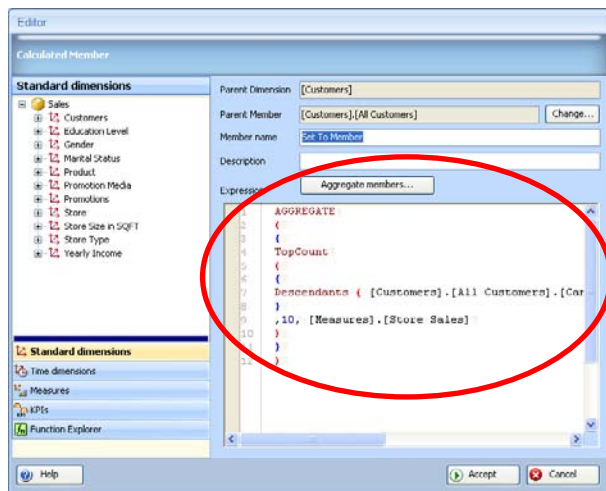 Editor
Calculated Member
Standard dimensions
Sales
Customers
Education Level
Gender
Marital Status
Product
Promotion Media
Promotions
Store
Store Size in SQFT
Store Type
Yearly Income
Standard dimensions
Time dimensions
Measures
KPIs
Function Explorer
Parent Dimension [Customers]
Parent Member [Customers].[All Customers] Change...
Member name Set To Member
Description
Expression Aggregate members...
1 AGGREGATE
2 (
3 {
4 TopCount
5 (
6 {
7 Descendants ( [Customers].[All Customers].[Car
8 }
9 ,10, [Measures].[Store Sales]
10 )
11 }
12 )
Help Accept Cancel